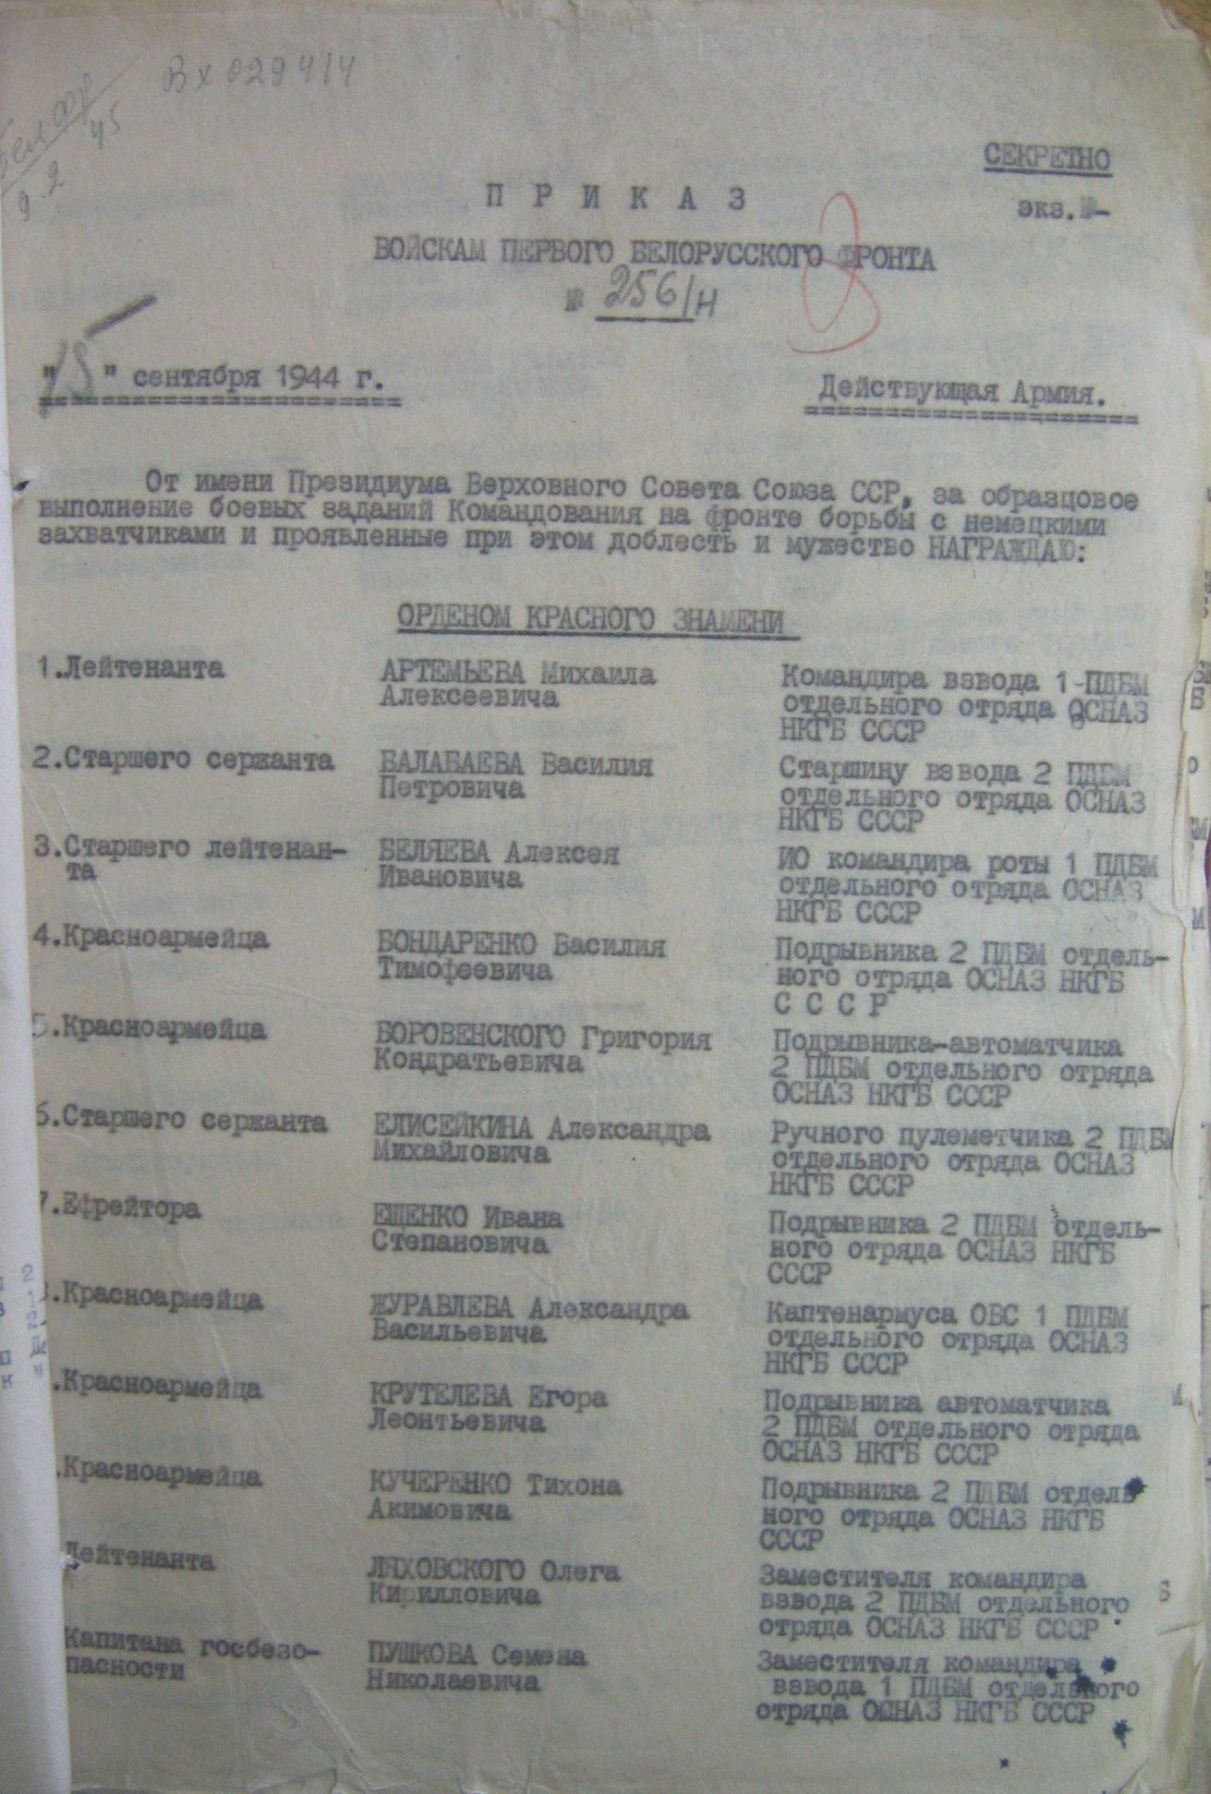 Вх 029414
Белфр
9.2 45
СЕКРЕТНО
экз.№-
П Р И К А З
ВОЙСКАМ ПЕРВОГО БЕЛОРУССКОГО ФРОНТА
№ 256/н
"15" сентября 1944 г.
Действующая Армия.
От имени Президиума Верховного Совета Союза ССР, за образцовое
выполнение боевых заданий Командования на фронте борьбы с немецкими
захватчиками и проявленные при этом доблесть и мужество НАГРАЖДАЮ:
ОРДЕНОМ КРАСНОГО ЗНАМЕНИ
1.Лейтенанта
АРТЕМЬЕВА Михаила
Алексеевича
Командира взвода 1-ПДБМ
отдельного отряда ОСНАЗ
НКГБ СССР
2.Старшего сержанта
БАЛАБАЕВА Василия
Петровича
Старшину взвода 2 ПДБМ
отдельного отряда ОСНАЗ
НКГБ СССР
3.Старшего лейтенан-
та
БЕЛЯЕВА Алексея
Ивановича
ИО командира роты 1 ПДБМ
отдельного отряда ОСНАЗ
НКГБ СССР
4.Красноармейца
БОНДАРЕНКО Василия
Тимофеевича
Подрывника 2 ПДБМ отдель-
ного отряда ОСНАЗ НКГБ
С С С Р
5.Красноармейца
БОРОВЕНСКОГО Григория
Кондратьевича
Подрывника-автоматчика
2 ПДБМ отдельного отряда
ОСНАЗ НКГБ СССР
6.Старшего сержанта
ЕЛИСЕЙКИНА Александра
Михайловича
Ручного пулеметчика 2 ПДБМ
отдельного отряда ОСНАЗ
НКГБ СССР
7.Ефрейтора
ЕЩЕНКО Ивана
Степановича
Подрывника 2 ПДБМ отдель-
ного отряда ОСНАЗ НКГБ
СССР
.Красноармейца
ЖУРАВЛЕВА Александра
Васильевича
Каптенармуса ОВС 1 ПДБМ
отдельного отряда ОСНАЗ
НКГБ СССР
.Красноармейца
КРУТЕЛЕВА Егора
Леонтьевича
Подрывника автоматчика
2 ПДБМ отдельного отряда
ОСНАЗ НКГБ СССР
.Красноармейца
КУЧЕРЕНКО Тихона
Акимовича
Подрывника 2 ПДБМ отдель
ного отряда ОСНАЗ НКГБ
СССР
Лейтенанта
ЛЯХОВСКОГО Олега
Кирилловича
Заместителя командира
взвода 2 ПДБМ отдельного
отряда ОСНАЗ НКГБ СССР
Капитана госбезо-
пасности
ПУШКОВА Семена
Николаевича
Заместителя командира
взвода 1 ПДБМ отдельного
отряда ОСНАЗ НКГБ СССР